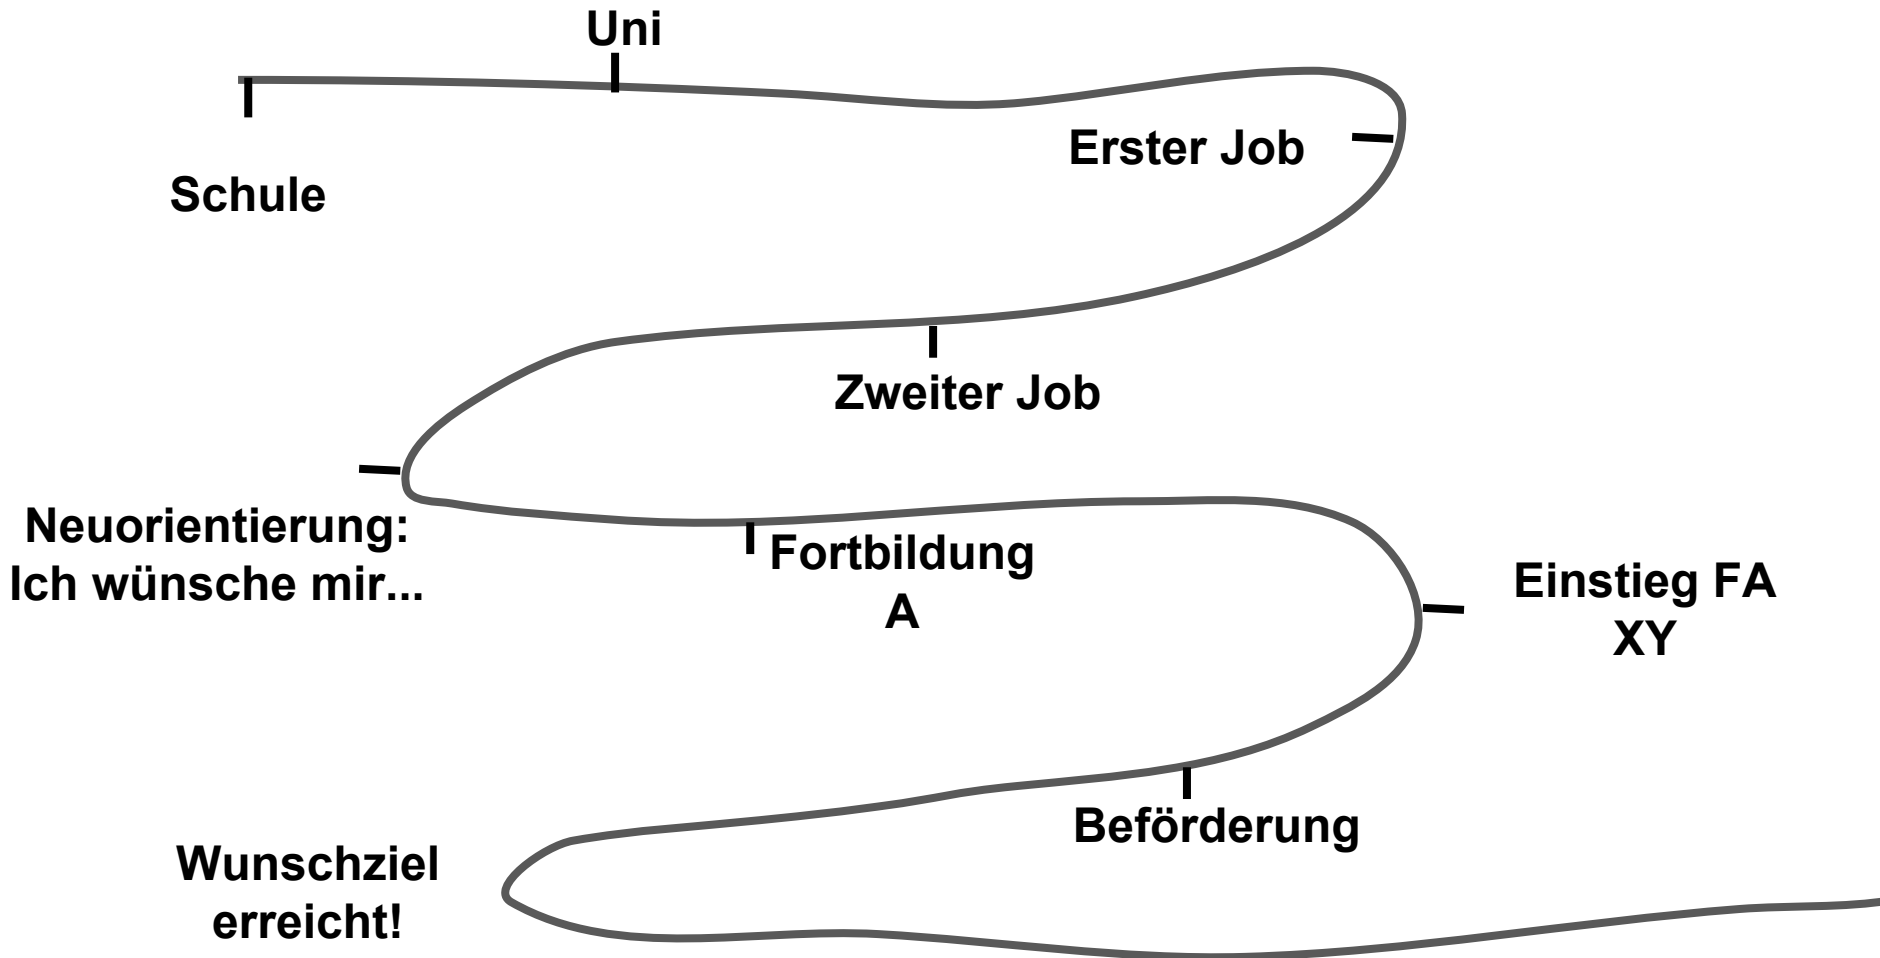 Uni
Schule
Erster Job
Zweiter Job
Neuorientierung:
Ich wünsche mir...
Fortbildung
A
Einstieg FA
XY
Beförderung
Wunschziel
erreicht!